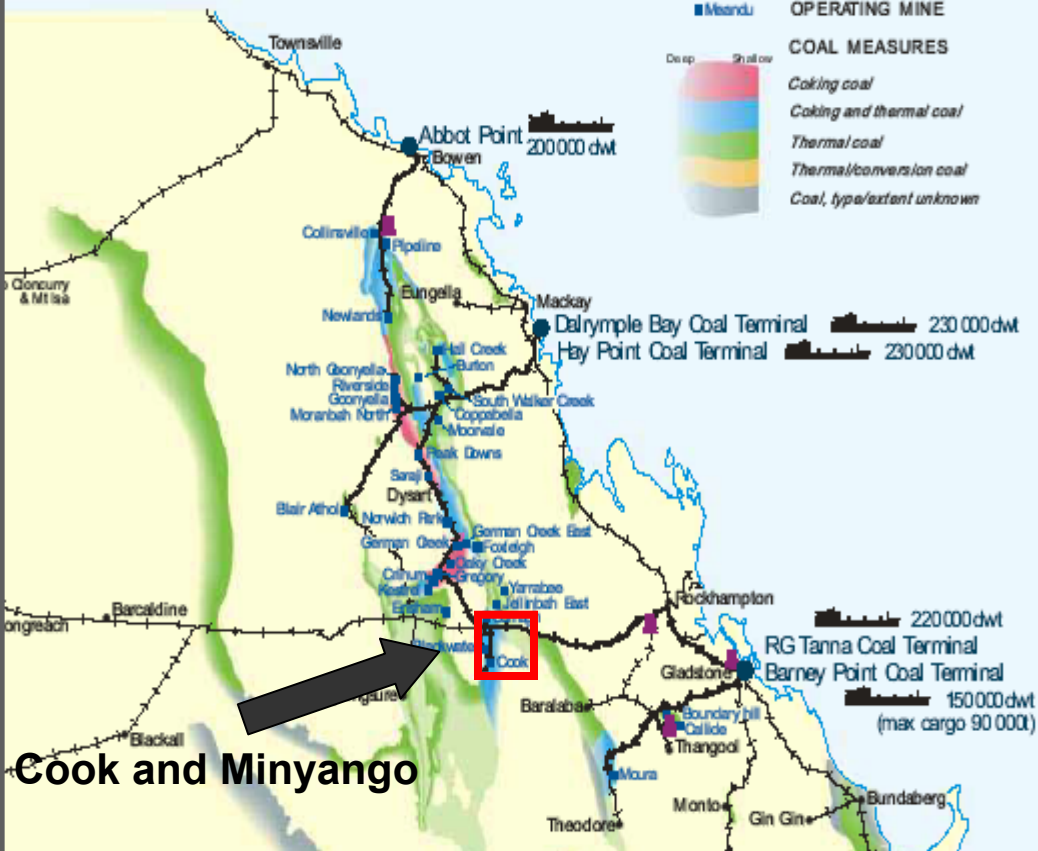 Meandu OPERATING MINE
COAL MEASURES
Deep Shallow
Coking coal
Coking and thermal coal
Thermal coal
Thermal/conversion coal
Coal, type/extent unknown
Townsville
Abbot Point
200 000 dwt
Bowen
Collinsville
Pipeline
Cloncurry
& Mt Isa
Eungella
Mackay
Newlands
Dalrymple Bay Coal Terminal 230 000 dwt
Hay Point Coal Terminal 230 000 dwt
Hail Creek
Burton
North Goonyella
Riverside
Goonyella
South Walker Creek
Moranbah North
Coppabella
Moorvale
Peak Downs
Saraji
Dysart
Blair Athol
Norwich Park
German Creek East
German Creek
Foxleigh
Oaky Creek
Crinum
Gregory
Kestrel
Yarrabee
Jellinbah East
Ensham
Rockhampton
Barcaldine
ongreach
220 000 dwt
Blackwater
RG Tanna Coal Terminal
Cook
Gladstone
Barney Point Coal Terminal
150 000 dwt
(max cargo 90 000t)
Baralaba
Boundary hill
Callide
Thangool
Blackall
Cook and Minyango
Moura
Monto
Bundaberg
Gin Gin
Theodore